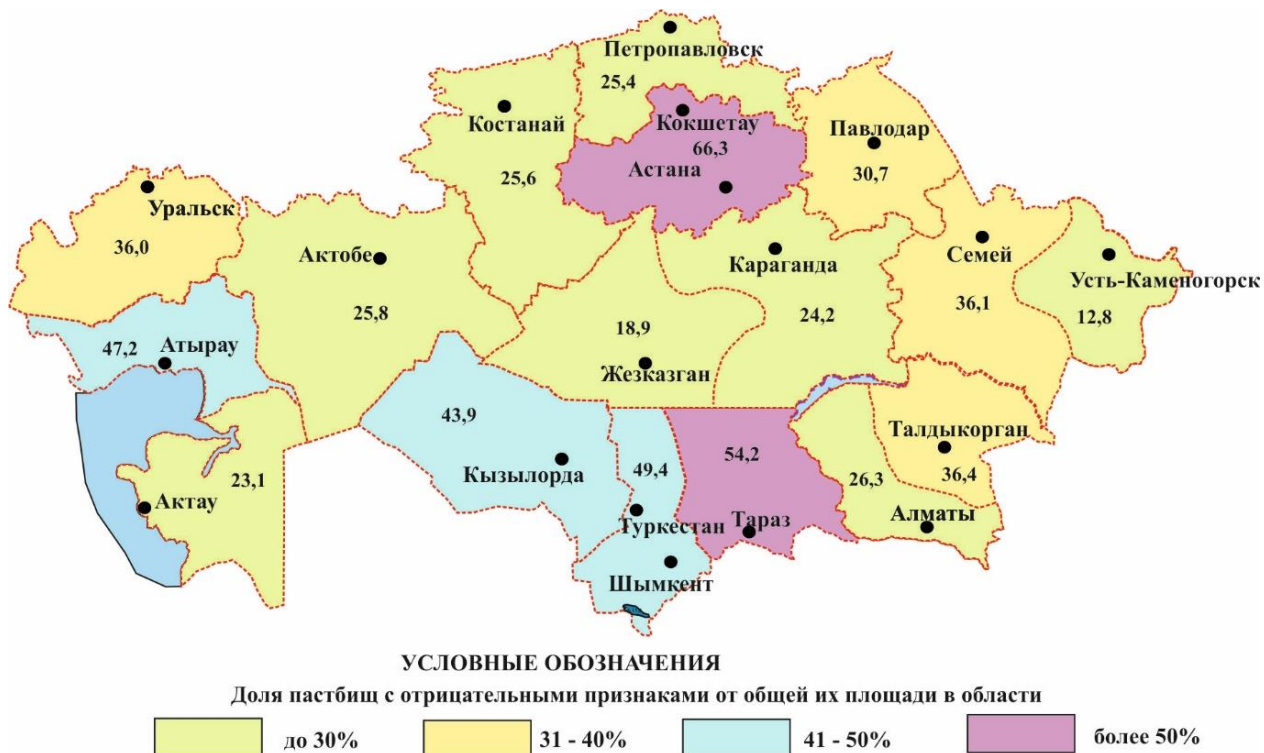 Петропавловск
25,4
Костанай
Кокшетау
Павлодар
66,3
Астана
30,7
25,6
Уральск
36,0
Актобе
Караганда
Семей
Усть-Каменогорск
25,8
24,2
36,1
12,8
47,2
Атырау
18,9
Жезказган
43,9
Кызылорда
49,4
54,2
Талдыкорган
26,3
36,4
23,1
Актау
Туркестан
Тараз
Алматы
Шымкент
УСЛОВНЫЕ ОБОЗНАЧЕНИЯ
Доля пастбищ с отрицательными признаками от общей их площади в области
до 30%
31 - 40%
41 - 50%
более 50%